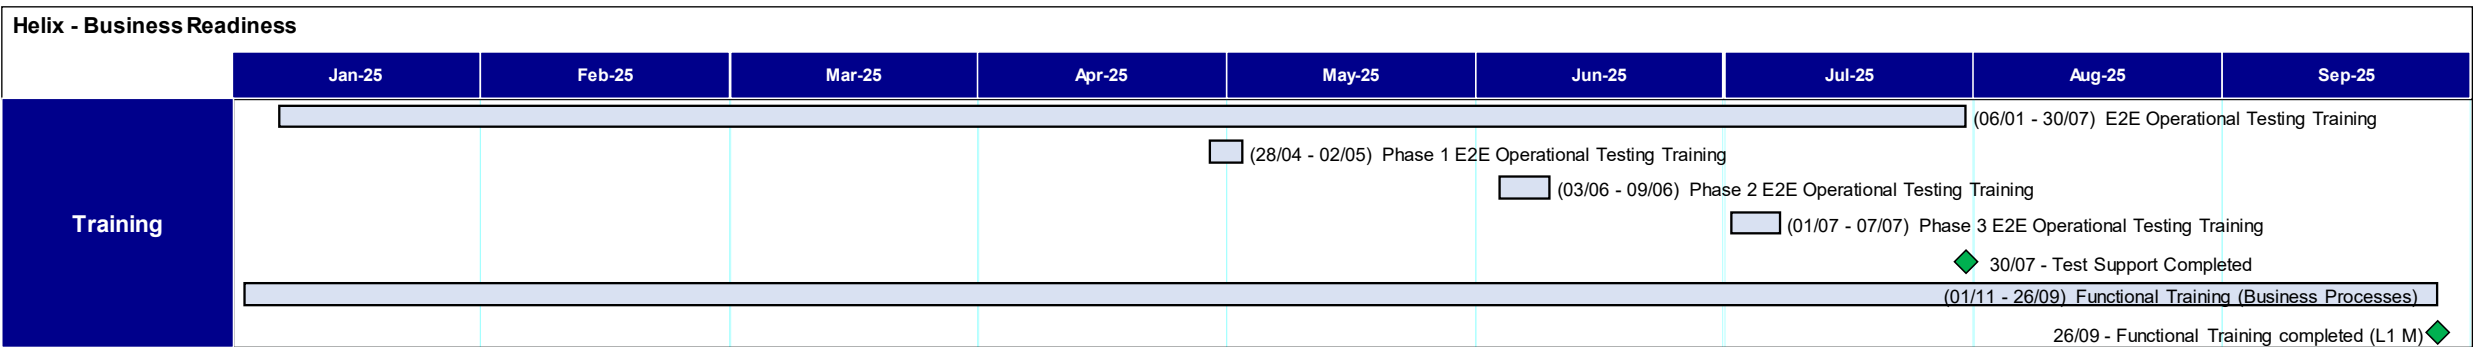 Helix - Business Readiness
Jan-25 Feb-25 Mar-25 Apr-25 May-25 Jun-25 Jul-25 Aug-25 Sep-25
(06/01 - 30/07) E2E Operational Testing Training
(28/04 - 02/05) Phase 1 E2E Operational Testing Training
(03/06 - 09/06) Phase 2 E2E Operational Testing Training
Training
(01/07 - 07/07) Phase 3 E2E Operational Testing Training
30/07 - Test Support Completed
(01/11 - 26/09) Functional Training (Business Processes)
26/09 - Functional Training completed (L1 M)